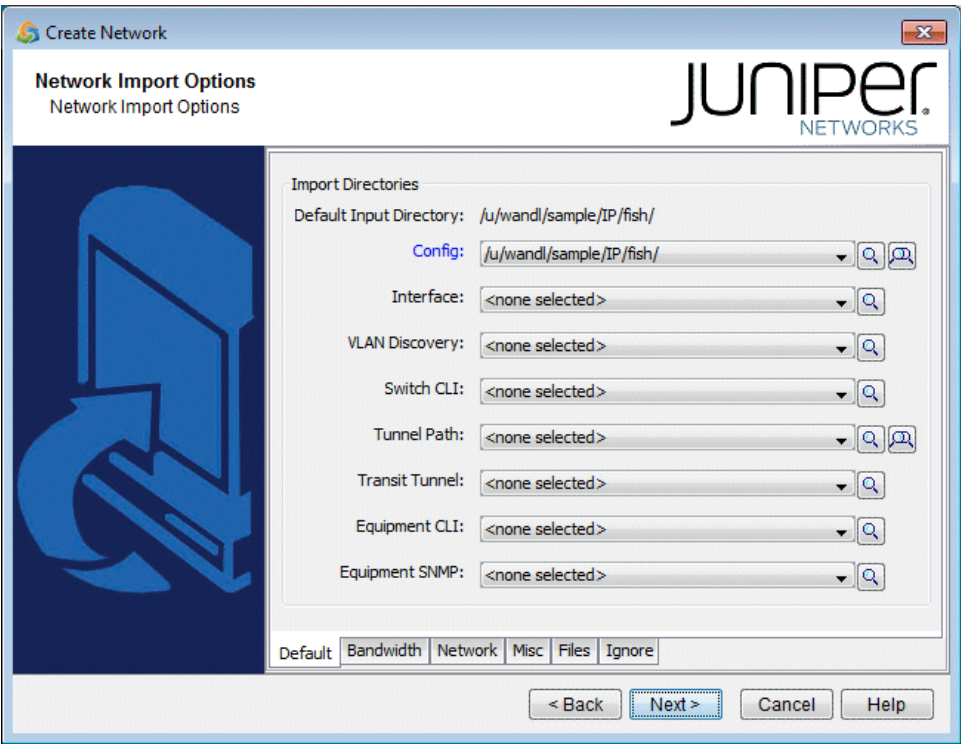 Create Network
Network Import Options
Network Import Options
JUNIPER
NETWORKS
Import Directories
Default Input Directory: /u/wandl/sample/IP/fish/
Config: /u/wandl/sample/IP/fish/
Interface: <none selected>
VLAN Discovery: <none selected>
Switch CLI: <none selected>
Tunnel Path: <none selected>
Transit Tunnel: <none selected>
Equipment CLI: <none selected>
Equipment SNMP: <none selected>
Default Bandwidth Network Misc Files Ignore
< Back Next > Cancel Help